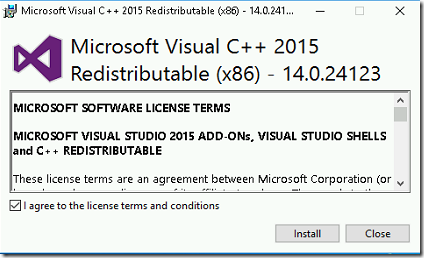 Microsoft Visual C++ 2015 Redistributable (x86) - 14.0.241...
Microsoft Visual C++ 2015
Redistributable (x86) - 14.0.24123
MICROSOFT SOFTWARE LICENSE TERMS
MICROSOFT VISUAL STUDIO 2015 ADD-ONs, VISUAL STUDIO SHELLS
and C++ REDISTRIBUTABLE
These license terms are an agreement between Microsoft Corporation (or
I agree to the license terms and conditions
Install
Close